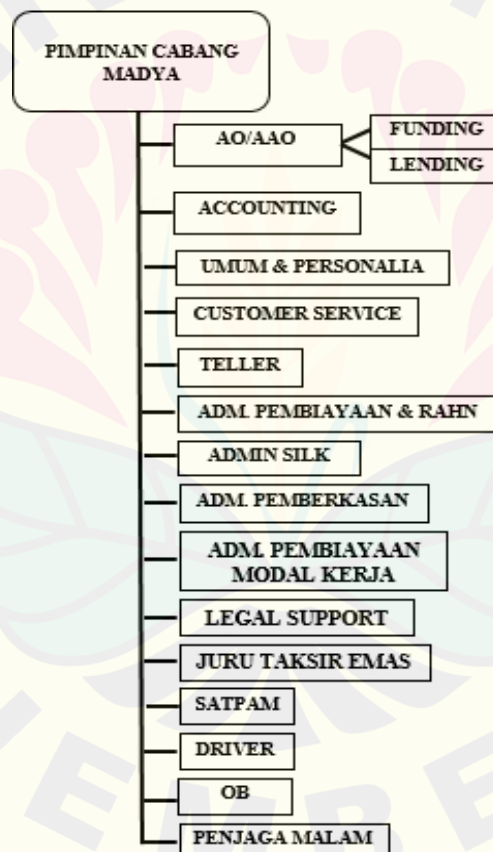 PIMPINAN CABANG
MADYA
AO/AAO
FUNDING
LENDING
ACCOUNTING
UMUM & PERSONALIA
CUSTOMER SERVICE
TELLER
ADM. PEMBIAYAAN & RAHN
ADMIN SILK
ADM. PEMBERKASAN
ADM. PEMBIAYAAN
MODAL KERJA
LEGAL SUPPORT
JURU TAKSIR EMAS
SATPAM
DRIVER
OB
PENJAGA MALAM